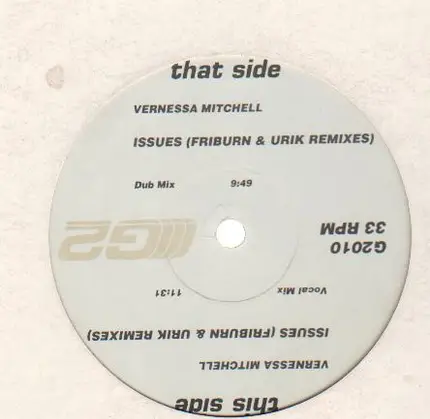 that side
VERNESSA MITCHELL
ISSUES (FRIBURN & URIK REMIXES)
Dub Mix 9:49
G2
G2010
33 RPM
this side
VERNESSA MITCHELL
ISSUES (FRIBURN & URIK REMIXES)
Vocal Mix 11:31